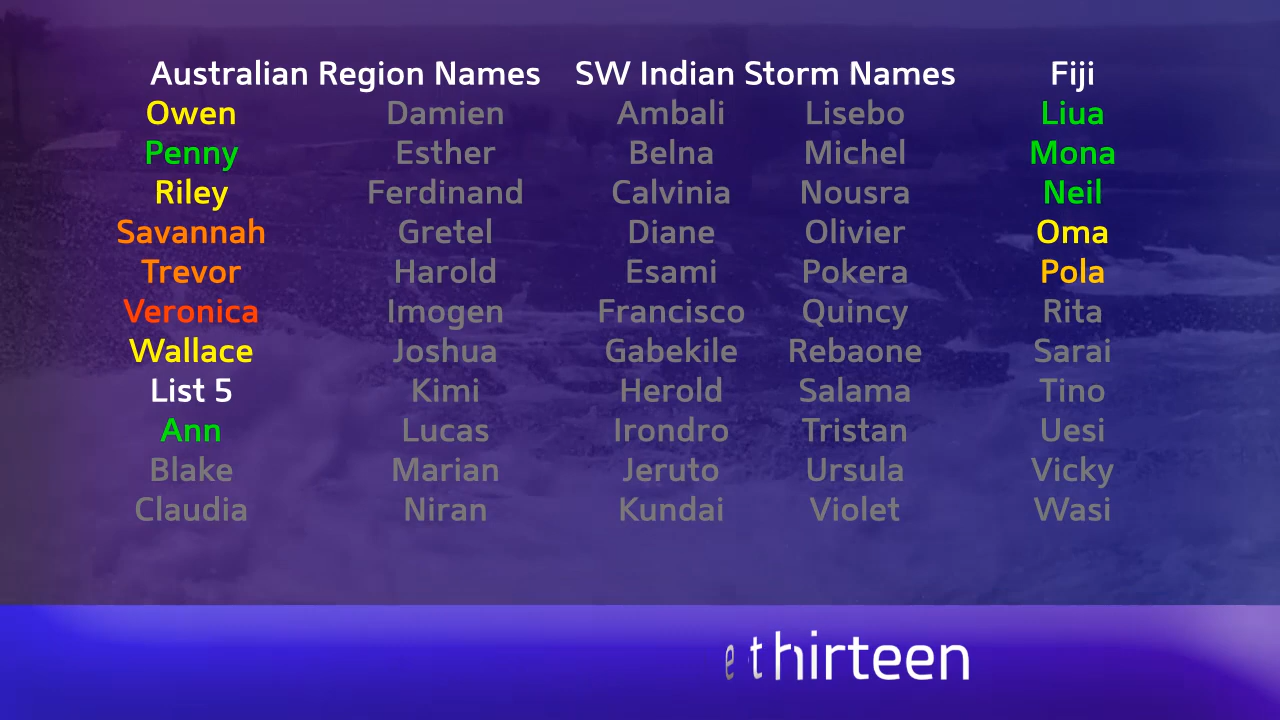 Australian Region Names SW Indian Storm Names Fiji
Owen Damien Ambali Lisebo Liua
Penny Esther Belna Michel Mona
Riley Ferdinand Calvinia Nousra Neil
Savannah Gretel Diane Olivier Oma
Trevor Harold Esami Pokera Pola
Veronica Imogen Francisco Quincy Rita
Wallace Joshua Gabekile Rebaone Sarai
List 5 Kimi Herold Salama Tino
Ann Lucas Irondro Tristan Uesi
Blake Marian Jeruto Ursula Vicky
Claudia Niran Kundai Violet Wasi
e thirteen